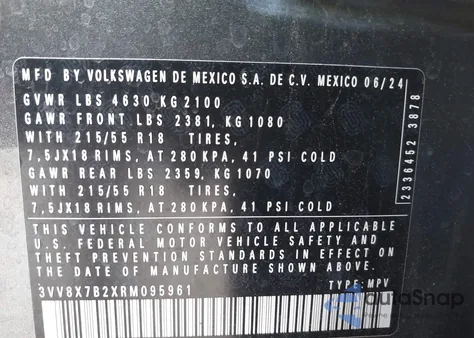 MFD BY, VOLKSWAGEN DE MEXICO S.A. DE C.V. MEXICO 06/24
GVWR LBS 4630 KG 2100
GAWR FRONT LBS 2381, KG 1080
WITH 215/55 R18 TIRES,
7,5JX18 RIMS, AT 280 KPA, 41 PSI COLD
GAWR REAR LBS 2359, KG 1070
WITH 215/55 R18 TIRES,
7,5JX18 RIMS, AT 280 KPA, 41 PSI COLD
THIS VEHICLE CONFORMS TO ALL APPLICABLE
U.S. FEDERAL MOTOR VEHICLE SAFETY AND
THEFT PREVENTION STANDARDS IN EFFECT ON
THE DATE OF MANUFACTURE SHOWN ABOVE.
3VV8X7B2XRM095961 TYPE: MPV
2336452 3878
AutaSnap